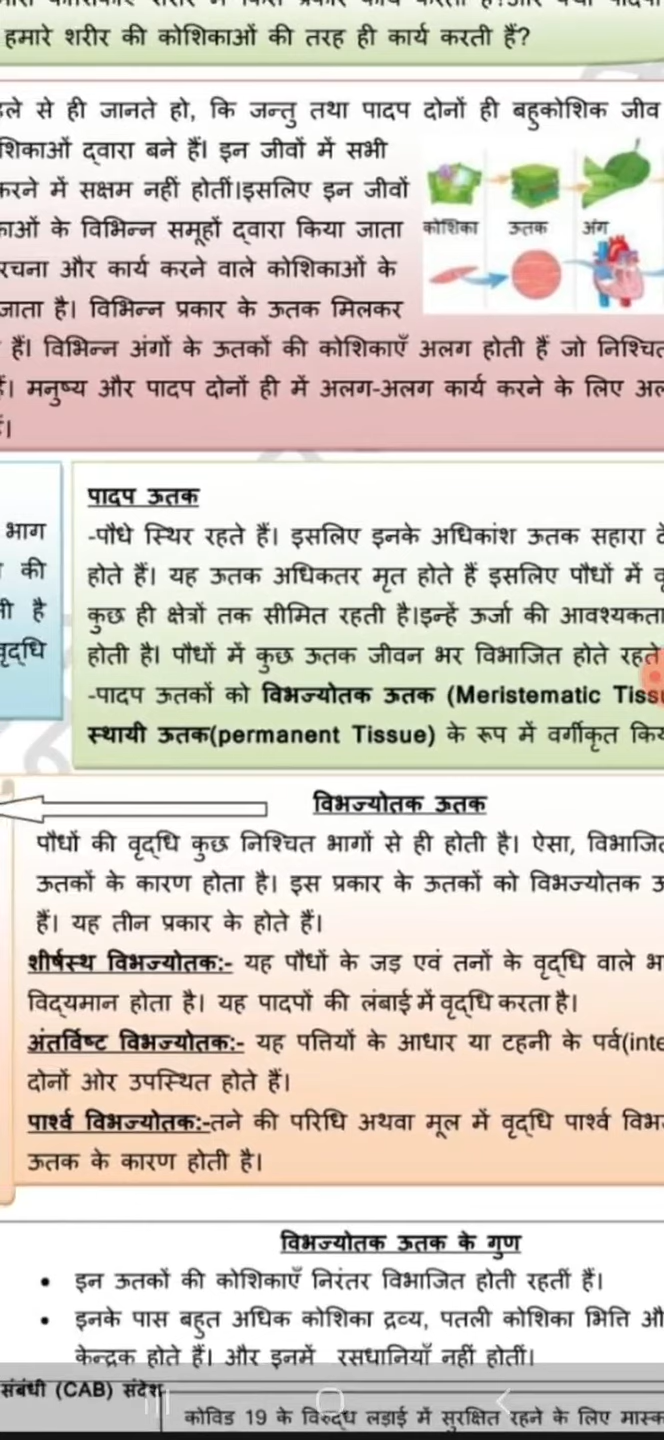 हमारे शरीर की कोशिकाओं की तरह ही कार्य करती हैं?
से ही जानते हो, कि जन्तु तथा पादप दोनों ही बहुकोशिक जीव
द्वारा बने हैं। इन जीवों में सभी
करने में सक्षम नहीं होतीं।इसलिए इन जीवों
के विभिन्न समूहों द्वारा किया जाता
और कार्य करने वाले कोशिकाओं के
जाता है। विभिन्न प्रकार के ऊतक मिलकर
कोशिका ऊतक अंग
हैं। विभिन्न अंगों के ऊतकों की कोशिकाएँ अलग होती हैं जो
मनुष्य और पादप दोनों ही में अलग-अलग कार्य करने के लिए
भाग
की
है
पादप ऊतक
-पौधे स्थिर रहते हैं। इसलिए इनके अधिकांश ऊतक सहारा
होते हैं। यह ऊतक अधिकतर मृत होते हैं इसलिए पौधों में
कुछ ही क्षेत्रों तक सीमित रहती है।इन्हें ऊर्जा की आवश्यकता
होती है। पौधों में कुछ ऊतक जीवन भर विभाजित होते रहते
-पादप ऊतकों को विभज्योतक ऊतक (Meristematic
स्थायी ऊतक(permanent Tissue) के रूप में वर्गीकृत
विभज्योतक ऊतक
पौधों की वृद्धि कुछ निश्चित भागों से ही होती है। ऐसा,
ऊतकों के कारण होता है। इस प्रकार के ऊतकों को विभज्योतक
हैं। यह तीन प्रकार के होते हैं।
शीर्षस्थ विभज्योतक:- यह पौधों के जड़ एवं तनों के वृद्धि वाले
विद्यमान होता है। यह पादपों की लंबाई में वृद्धि करता है।
अंतर्विष्ट विभज्योतक:- यह पत्तियों के आधार या टहनी के पर्व(inte
दोनों ओर उपस्थित होते हैं।
पार्श्व विभज्योतक:-तने की परिधि अथवा मूल में वृद्धि पार्श्व
ऊतक के कारण होती है।
विभज्योतक ऊतक के गुण
• इन ऊतकों की कोशिकाएँ निरंतर विभाजित होती रहतीं हैं।
• इनके पास बहुत अधिक कोशिका द्रव्य, पतली कोशिका भित्ति
केन्द्रक होते हैं। और इनमें रसधानियाँ नहीं होतीं।
संबंधी (CAB) संदेश
कोविड 19 के विरुद्ध लड़ाई में सुरक्षित रहने के लिए मास्क